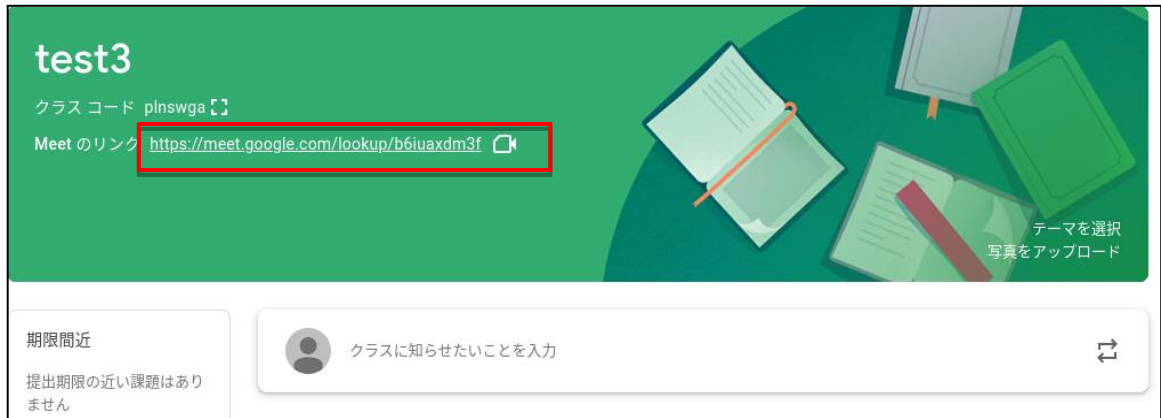 test3
クラス コード plnswga
Meet のリンク https://meet.google.com/lookup/b6iuaxdm3f
テーマを選択
写真をアップロード
期限間近
提出期限の近い課題はあり
ません
クラスに知らせたいことを入力